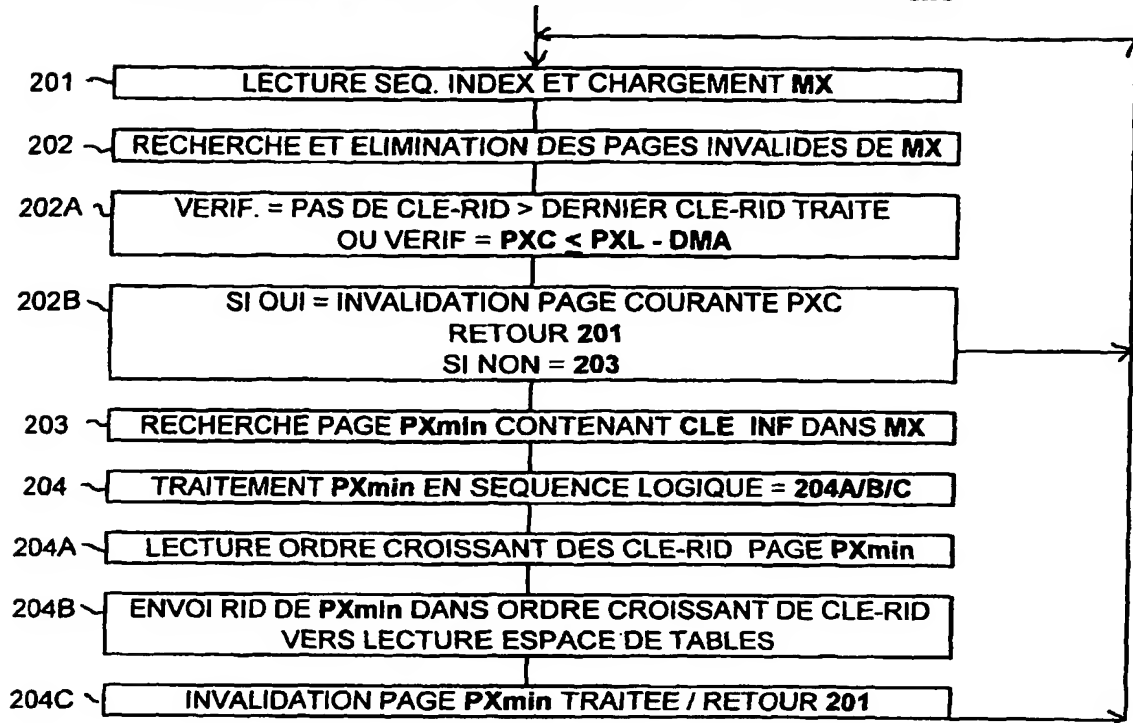 201 LECTURE SEQ. INDEX ET CHARGEMENT MX
202 RECHERCHE ET ELIMINATION DES PAGES INVALIDES DE MX
202A VERIF. = PAS DE CLE-RID > DERNIER CLE-RID TRAITE
OU VERIF = PXC ≤ PXL - DMA
202B SI OUI = INVALIDATION PAGE COURANTE PXC
RETOUR 201
SI NON = 203
203 RECHERCHE PAGE PXmin CONTENANT CLE INF DANS MX
204 TRAITEMENT PXmin EN SEQUENCE LOGIQUE = 204A/B/C
204A LECTURE ORDRE CROISSANT DES CLE-RID PAGE PXmin
204B ENVOI RID DE PXmin DANS ORDRE CROISSANT DE CLE-RID
VERS LECTURE ESPACE DE TABLES
204C INVALIDATION PAGE PXmin TRAITEE / RETOUR 201